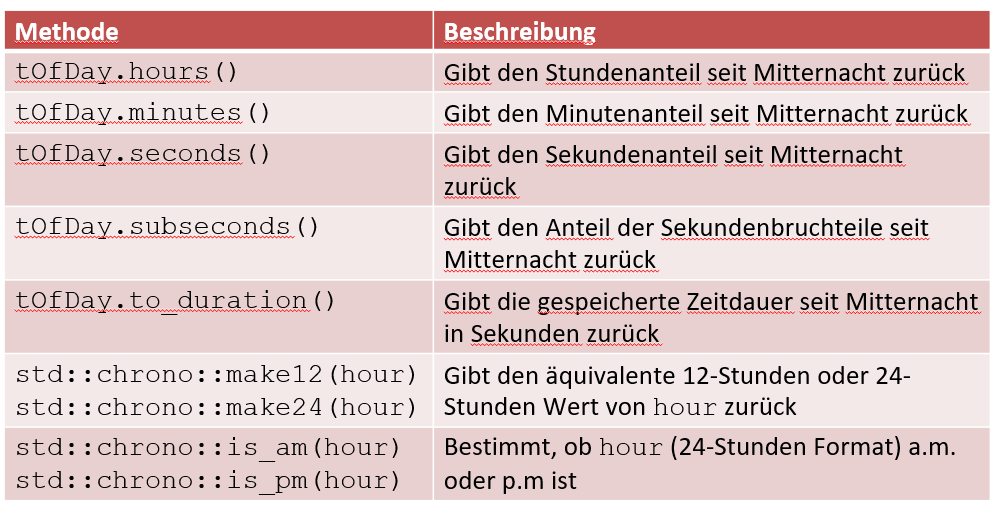 Methode Beschreibung
tOfDay.hours() Gibt den Stundenanteil seit Mitternacht zurück
tOfDay.minutes() Gibt den Minutenanteil seit Mitternacht zurück
tOfDay.seconds() Gibt den Sekundenanteil seit Mitternacht
zurück
tOfDay.subseconds() Gibt den Anteil der Sekundenbruchteile seit
Mitternacht zurück
tOfDay.to_duration() Gibt die gespeicherte Zeitdauer seit Mitternacht
in Sekunden zurück
std::chrono::make12(hour) Gibt den äquivalente 12-Stunden oder 24-
std::chrono::make24(hour) Stunden Wert von hour zurück
std::chrono::is_am(hour) Bestimmt, ob hour (24-Stunden Format) a.m.
std::chrono::is_pm(hour) oder p.m ist